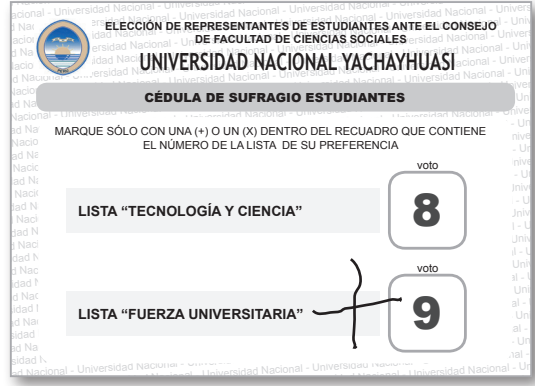 ELECCIÓN DE REPRESENTANTES DE ESTUDIANTES ANTE EL CONSEJO
DE FACULTAD DE CIENCIAS SOCIALES
UNIVERSIDAD NACIONAL YACHAYHUASI
CÉDULA DE SUFRAGIO ESTUDIANTES
MARQUE SÓLO CON UNA (+) O UN (X) DENTRO DEL RECUADRO QUE CONTIENE
EL NÚMERO DE LA LISTA DE SU PREFERENCIA
voto
LISTA “TECNOLOGÍA Y CIENCIA”
8
voto
LISTA “FUERZA UNIVERSITARIA”
9